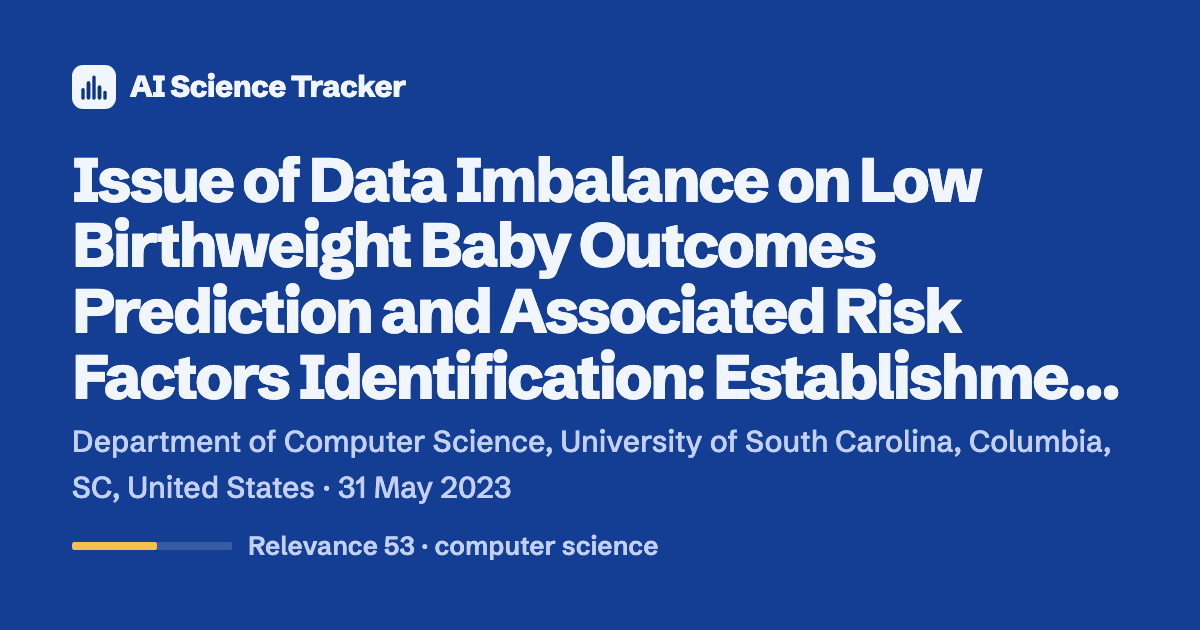 AI Science Tracker
Issue of Data Imbalance on Low
Birthweight Baby Outcomes
Prediction and Associated Risk
Factors Identification: Establishme...
Department of Computer Science, University of South Carolina, Columbia,
SC, United States · 31 May 2023
Relevance 53 · computer science